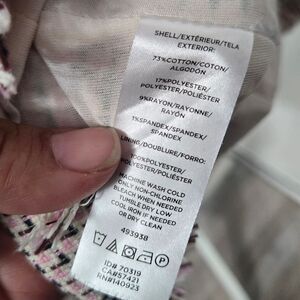 SHELL/EXTÉRIEUR/TELA
EXTERIOR:
73%COTTON/COTON/
ALGODÓN
17%POLYESTER/
POLYESTER/POLIÉSTER
9%RAYON/RAYONNE/
RAYÓN
1%SPANDEX/SPANDEX/
SPANDEX
LINING/DOUBLURE/FORRO:
100%POLYESTER/
POLYESTER/POLIÉSTER
MACHINE WASH COLD
ONLY NON-CHLORINE
BLEACH WHEN NEEDED
TUMBLE DRY LOW
COOL IRON IF NEEDED
OR DRY CLEAN
493938
ID# 70319
CA#57421
RN#140923